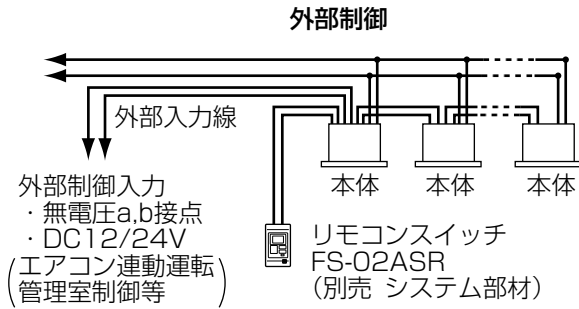 外部制御
外部入力線
本体
本体
本体
外部制御入力
・無電圧a,b接点
・DC12/24V
(エアコン連動運転
管理室制御等)
リモコンスイッチ
FS-02ASR
(別売 システム部材)